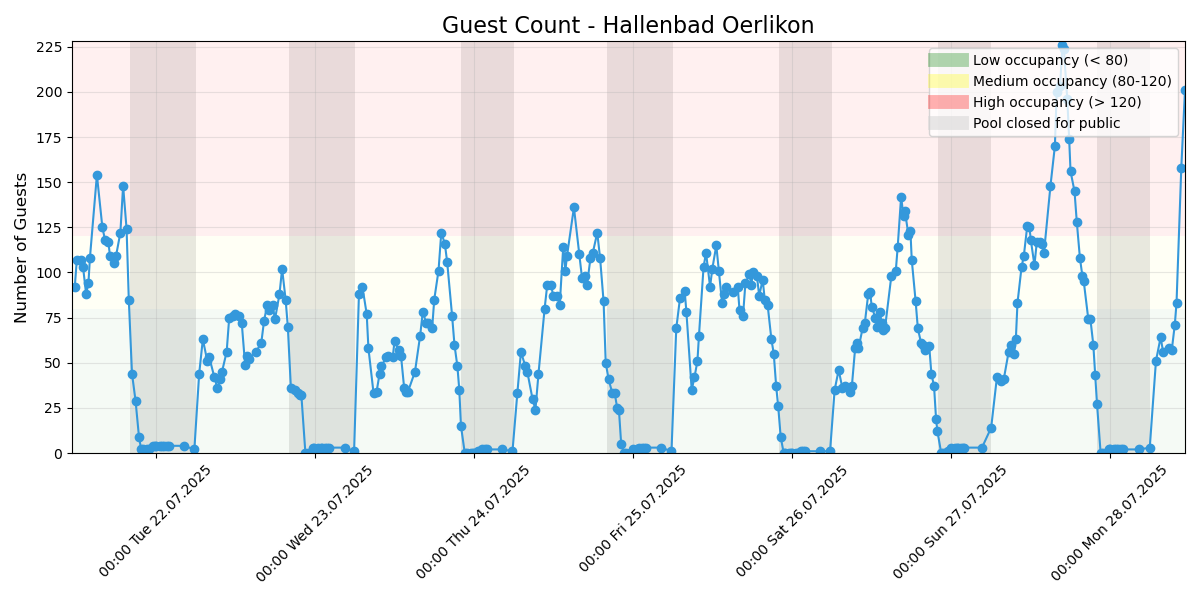 Guest Count - Hallenbad Oerlikon
Number of Guests
225
200
175
150
125
100
75
50
25
0
Low occupancy (< 80)
Medium occupancy (80-120)
High occupancy (> 120)
Pool closed for public
00:00 Tue 22.07.2025
00:00 Wed 23.07.2025
00:00 Thu 24.07.2025
00:00 Fri 25.07.2025
00:00 Sat 26.07.2025
00:00 Sun 27.07.2025
00:00 Mon 28.07.2025